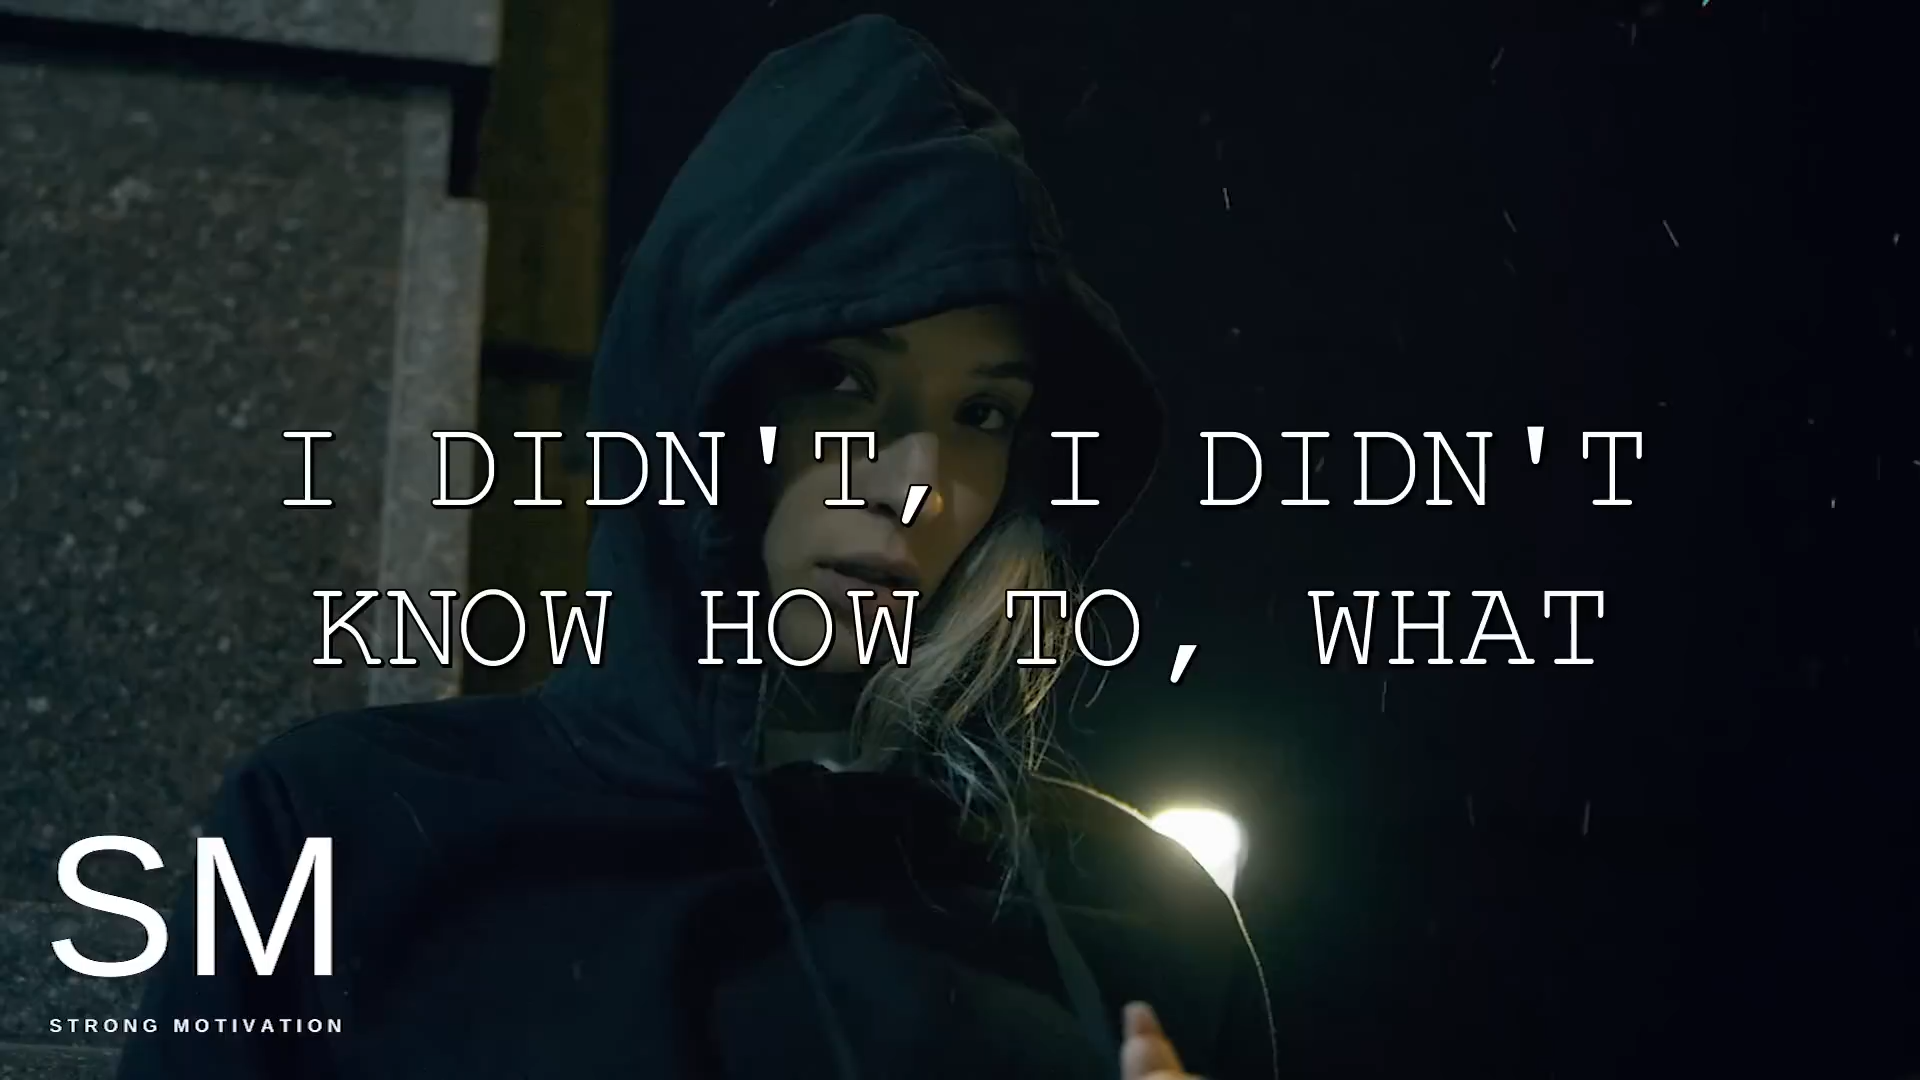 I DIDN'T, I DIDN'T
KNOW HOW TO, WHAT
SM
STRONG MOTIVATION